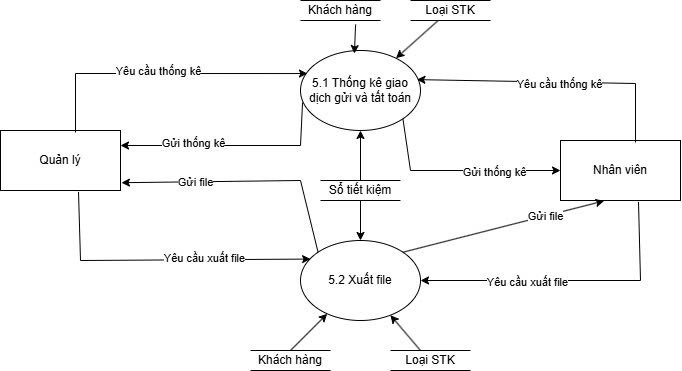 Khách hàng
Loại STK
Yêu cầu thống kê
5.1 Thống kê giao
dịch gửi và tất toán
Yêu cầu thống kê
Gửi thống kê
Quản lý
Gửi thống kê
Nhân viên
Gửi file
Sổ tiết kiệm
Gửi file
Yêu cầu xuất file
5.2 Xuất file
Yêu cầu xuất file
Khách hàng
Loại STK